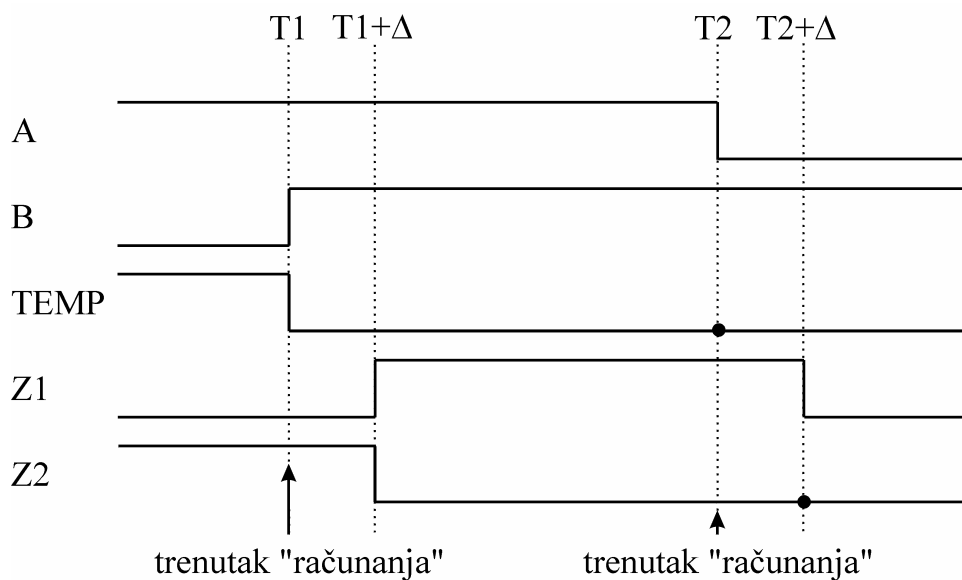 T1 T1+Δ T2 T2+Δ
A
B
TEMP
Z1
Z2
trenutak "računanja" trenutak "računanja"